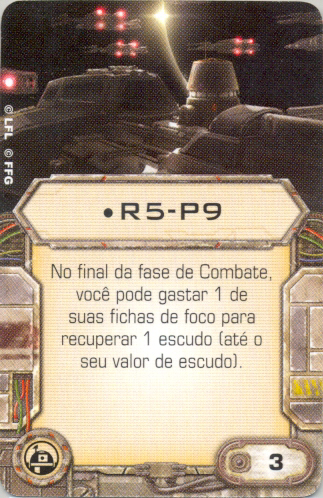 © LFL © FFG
• R5-P9
No final da fase de Combate,
você pode gastar 1 de
suas fichas de foco para
recuperar 1 escudo (até o
seu valor de escudo).
3